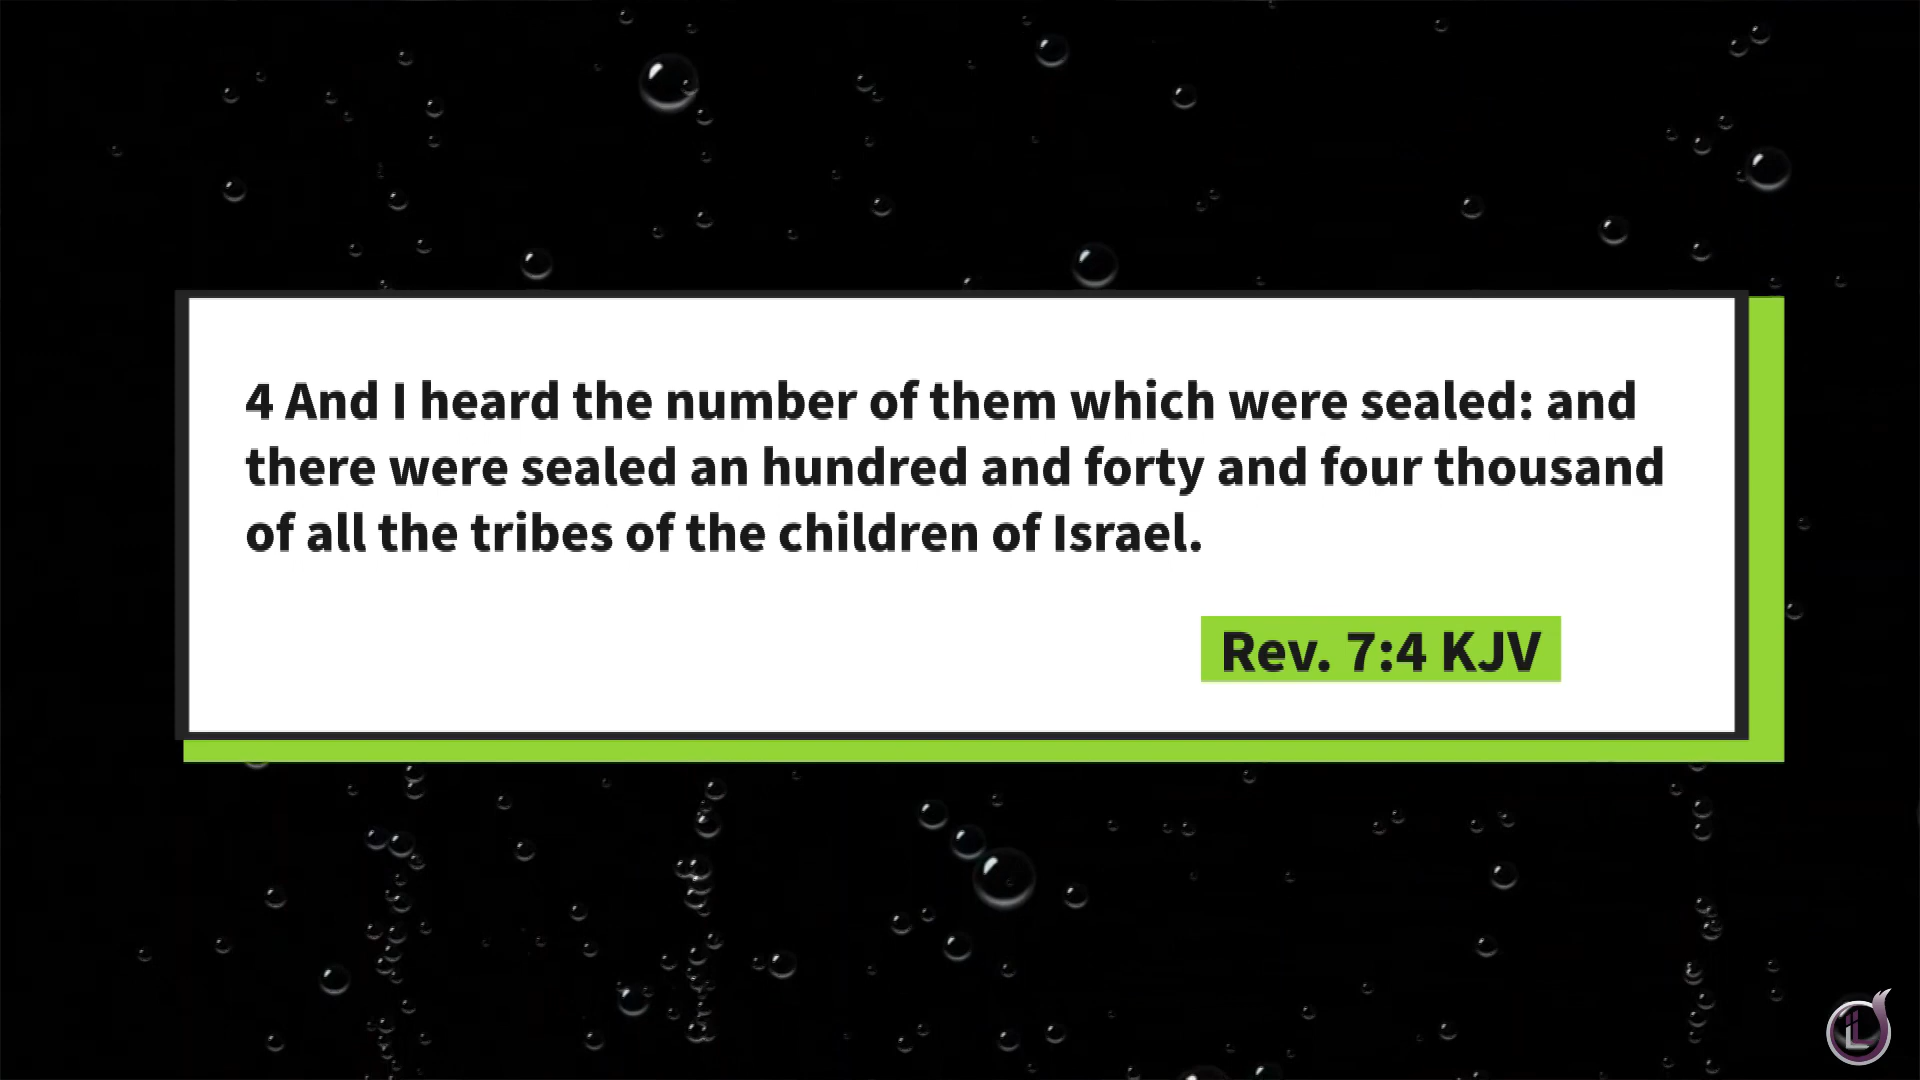 4 And I heard the number of them which were sealed: and
there were sealed an hundred and forty and four thousand
of all the tribes of the children of Israel.
Rev. 7:4 KJV